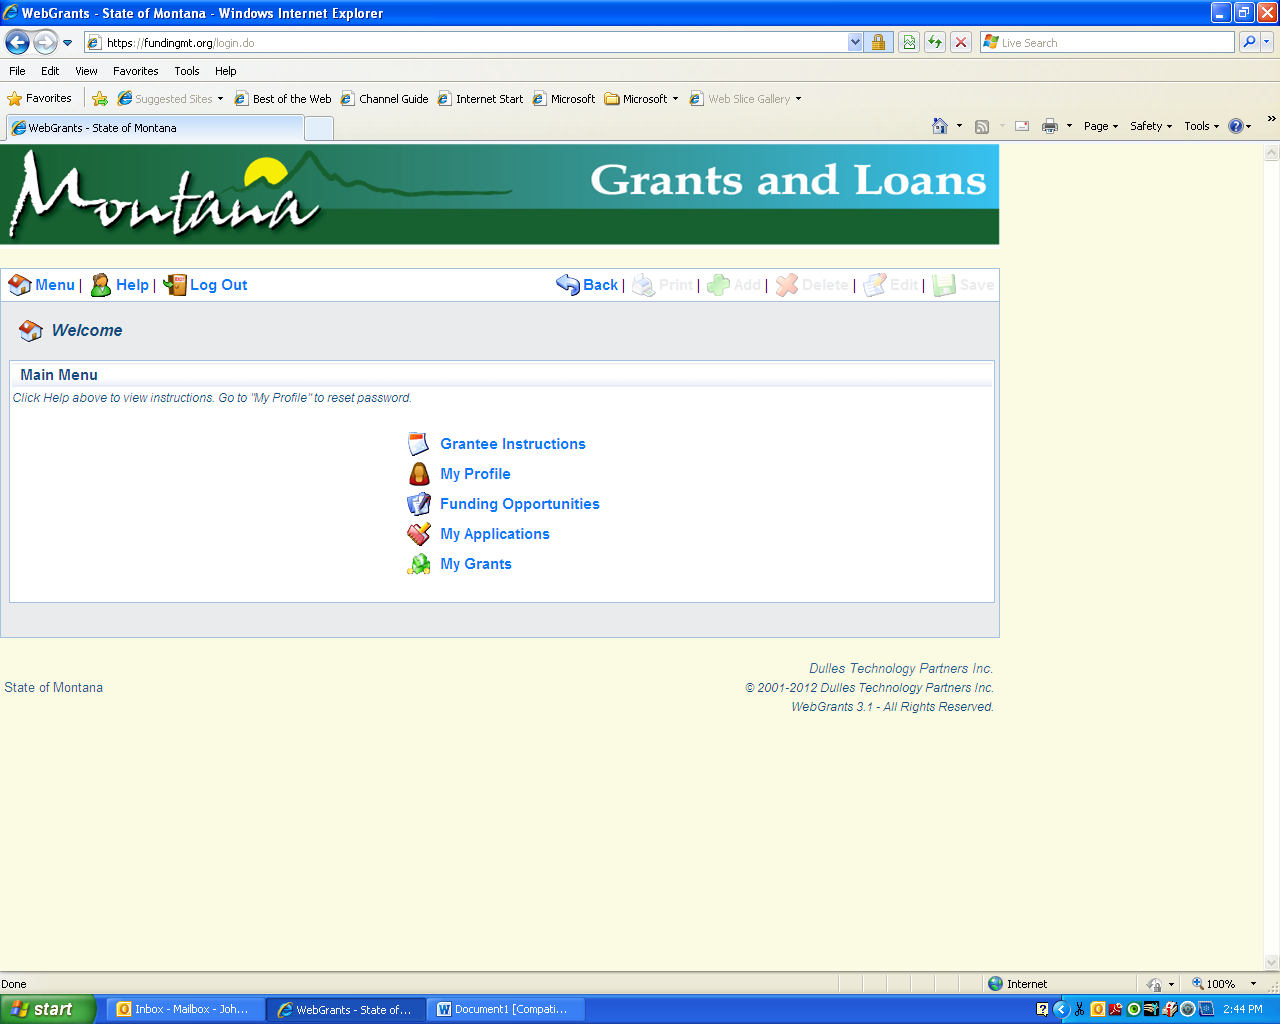 WebGrants - State of Montana - Windows Internet Explorer
https://fundingmt.org/login.do
Live Search
File Edit View Favorites Tools Help
Favorites Suggested Sites Best of the Web Channel Guide Internet Start Microsoft Microsoft Web Slice Gallery
WebGrants - State of Montana
Page Safety Tools
Montana
Grants and Loans
Menu | Help | Log Out
Back | Print | Add | Delete | Edit | Save
Welcome
Main Menu
Click Help above to view instructions. Go to "My Profile" to reset password.
Grantee Instructions
My Profile
Funding Opportunities
My Applications
My Grants
Dulles Technology Partners Inc.
State of Montana
© 2001-2012 Dulles Technology Partners Inc.
WebGrants 3.1 - All Rights Reserved.
Done
Internet
100%
start
Inbox - Mailbox - Joh...
WebGrants - State of...
Document1 [Compati...
2:44 PM